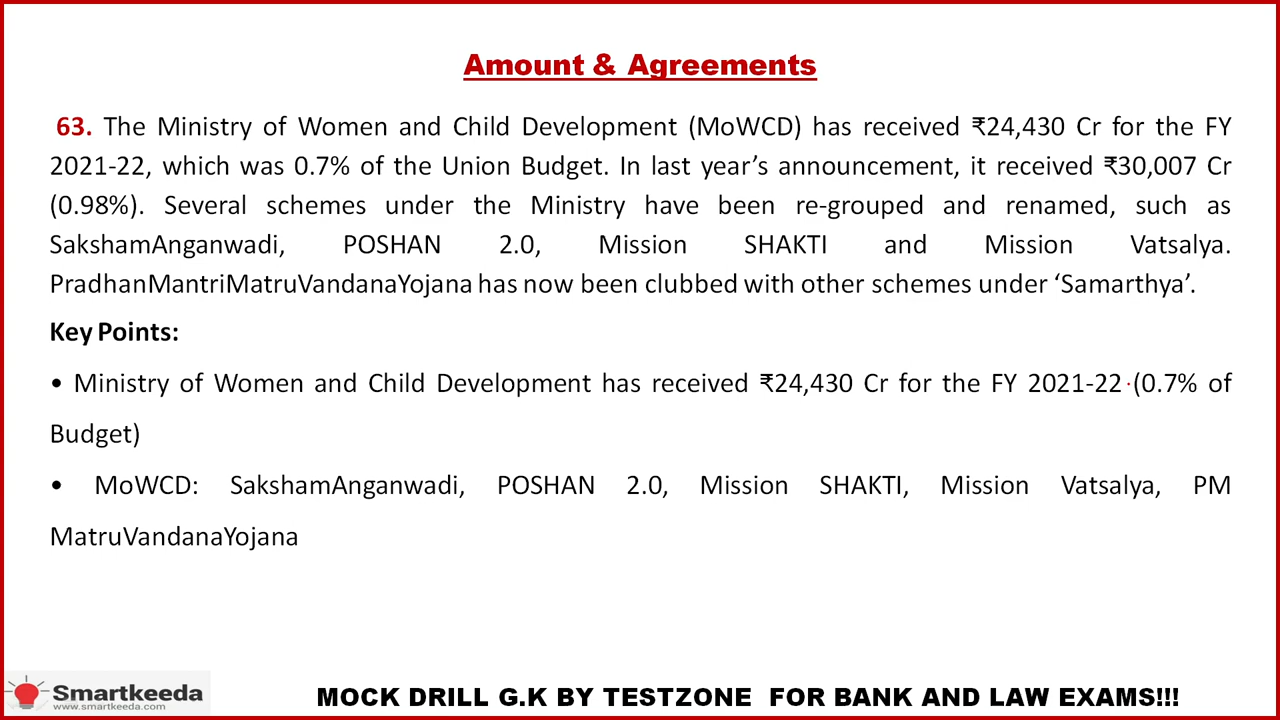 Amount & Agreements
63. The Ministry of Women and Child Development (MoWCD) has received ₹24,430 Cr for the FY
2021-22, which was 0.7% of the Union Budget. In last year’s announcement, it received ₹30,007 Cr
(0.98%). Several schemes under the Ministry have been re-grouped and renamed, such as
SakshamAnganwadi, POSHAN 2.0, Mission SHAKTI and Mission Vatsalya.
PradhanMantriMatruVandanaYojana has now been clubbed with other schemes under ‘Samarthya’.
Key Points:
• Ministry of Women and Child Development has received ₹24,430 Cr for the FY 2021-22 (0.7% of
Budget)
• MoWCD: SakshamAnganwadi, POSHAN 2.0, Mission SHAKTI, Mission Vatsalya, PM
MatruVandanaYojana
Smartkeeda
www.smartkeeda.com
MOCK DRILL G.K BY TESTZONE FOR BANK AND LAW EXAMS!!!